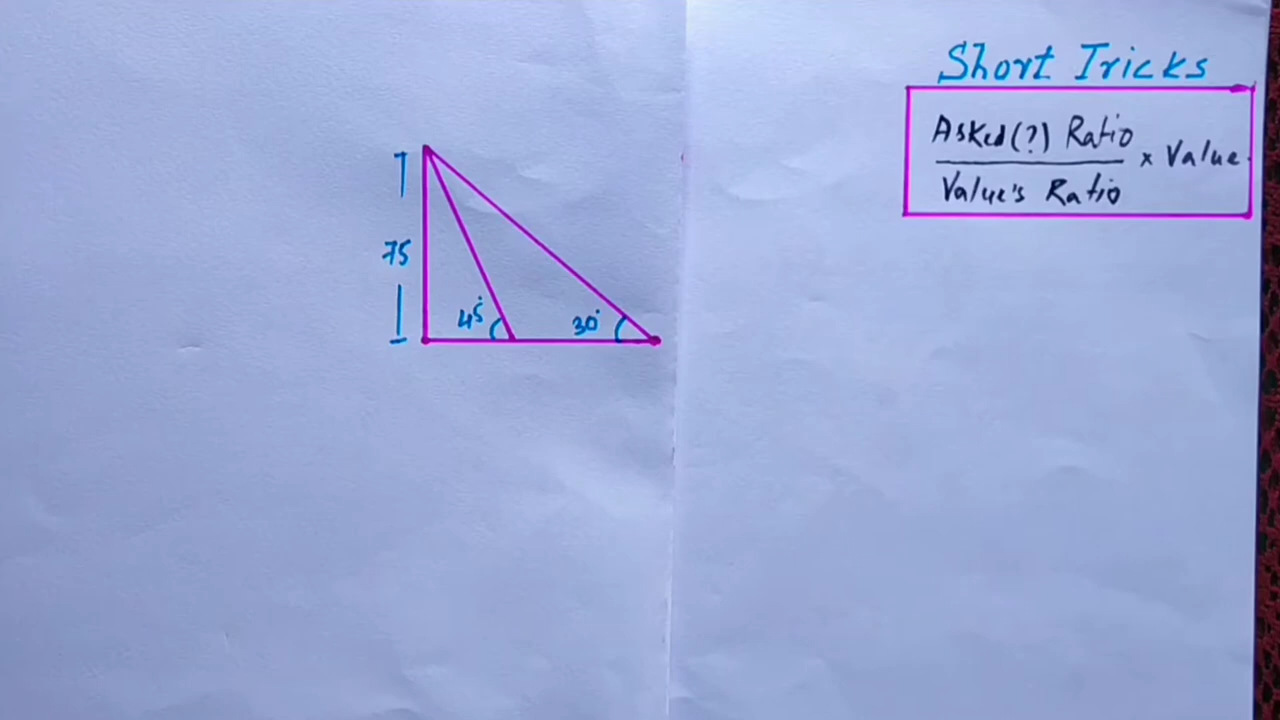 Short Tricks
Asked(?) Ratio
Value's Ratio
× Value
75
45°
30°